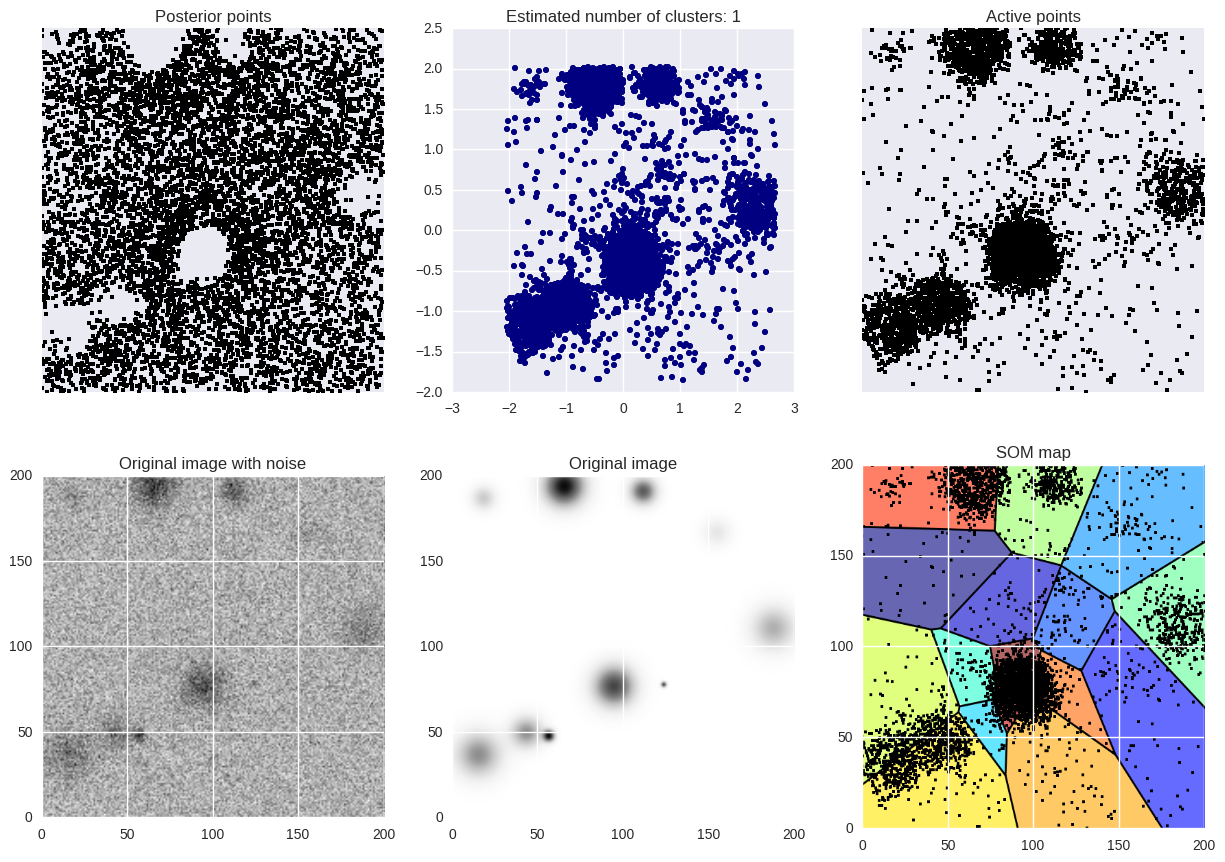 Posterior points
Estimated number of clusters: 1
Active points
2.5
2.0
1.5
1.0
0.5
0.0
−0.5
−1.0
−1.5
−2.0
−3 −2 −1 0 1 2 3
Original image with noise
Original image
SOM map
200
150
100
50
0
0 50 100 150 200
200
150
100
50
0
0 50 100 150 200
200
150
100
50
0
0 50 100 150 200